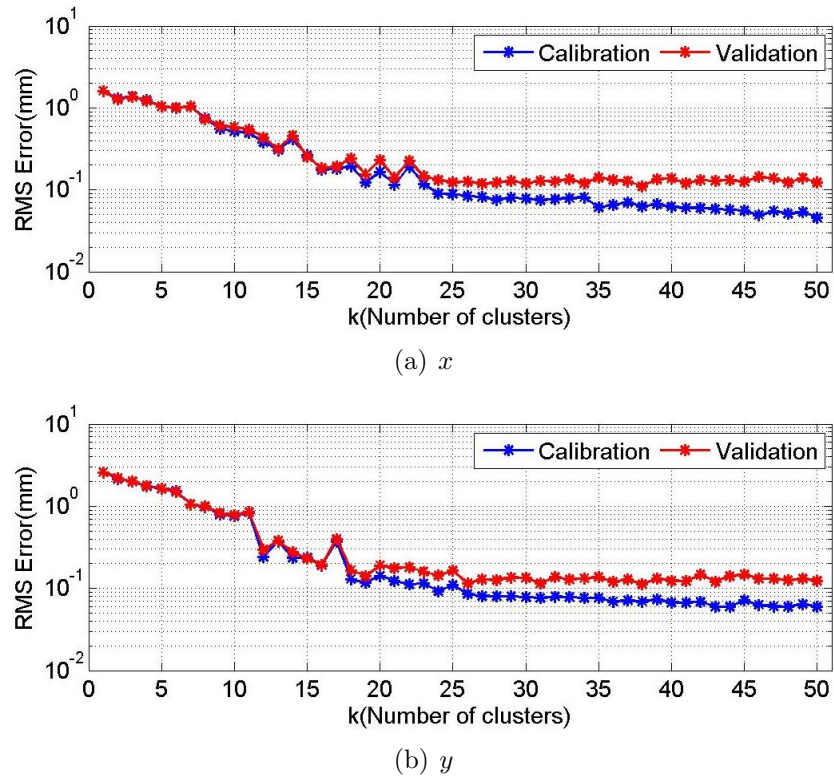 10^1
10^0
10^-1
10^-2
RMS Error(mm)
Calibration Validation
0 5 10 15 20 25 30 35 40 45 50
k(Number of clusters)
(a) x
10^1
10^0
10^-1
10^-2
RMS Error(mm)
Calibration Validation
0 5 10 15 20 25 30 35 40 45 50
k(Number of clusters)
(b) y